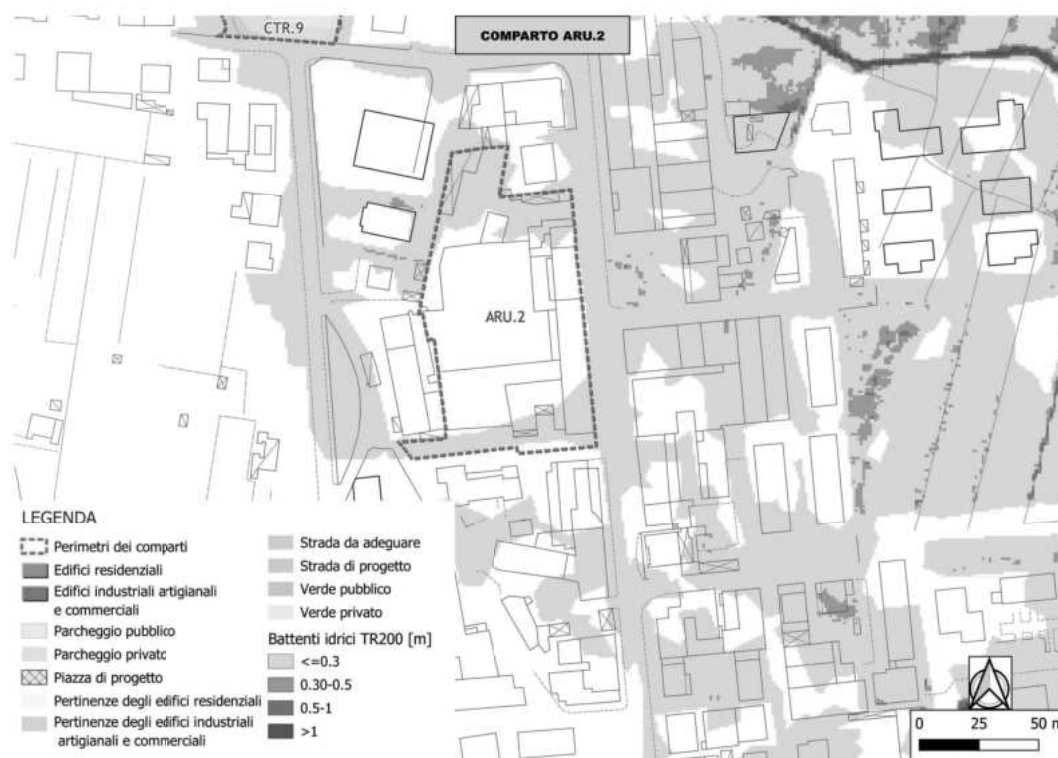 CTR.9
COMPARTO ARU.2
ARU.2
LEGENDA
Perimetri dei comparti
Edifici residenziali
Edifici industriali artigianali
e commerciali
Parcheggio pubblico
Parcheggio privato
Piazza di progetto
Pertinenze degli edifici residenziali
Pertinenze degli edifici industriali
artigianali e commerciali
Strada da adeguare
Strada di progetto
Verde pubblico
Verde privato
Battenti idrici TR200 [m]
<=0.3
0.30-0.5
0.5-1
>1
0 25 50 m